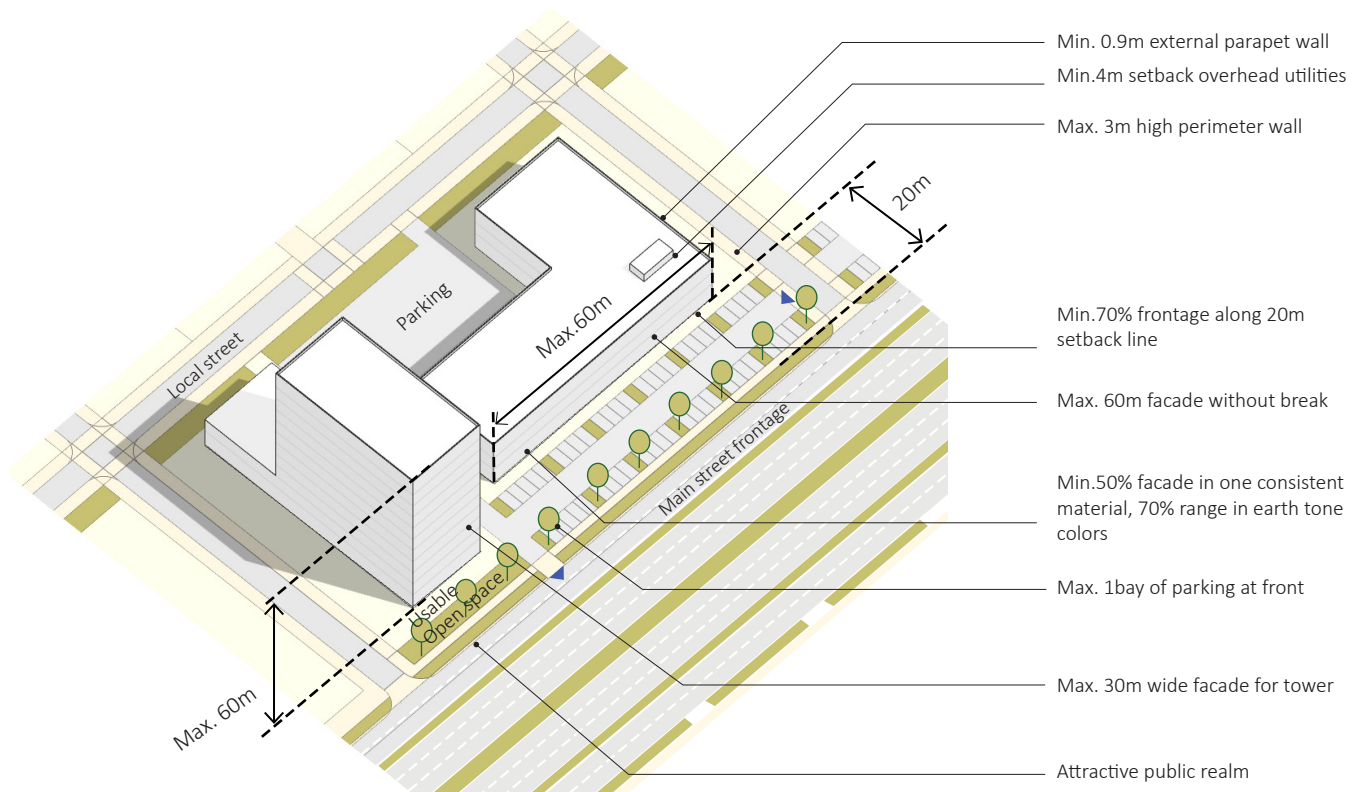 Min. 0.9m external parapet wall
Min.4m setback overhead utilities
Max. 3m high perimeter wall
20m
Min.70% frontage along 20m
setback line
Max. 60m facade without break
Min.50% facade in one consistent
material, 70% range in earth tone
colors
Max. 1bay of parking at front
Max. 30m wide facade for tower
Attractive public realm
Parking
Local street
Max.60m
Main street frontage
Usable
Open space
Max. 60m